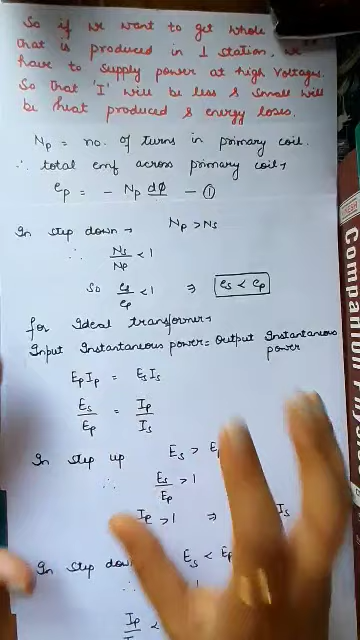 So if we want to get whole
that is produced in 1 station, we
have to supply power at high voltages.
So that 'I' will be less & small will
be heat produced & energy loses.
Np = no. of turns in primary coil.
∴ total emf across primary coil→
ep = - Np dφ — ①
In step down → Np > Ns
∴ Ns/Np < 1
So es/ep < 1 ⇒ es < ep
for Ideal transformer→
Input Instantaneous power = Output Instantaneous power
EpIp = EsIs
Es/Ep = Ip/Is
In step up Es > Ep
∴ Es/Ep > 1
Ip > 1 ⇒ Is
In step down Es < Ep
∴ 1
Ip <
Companion Physics